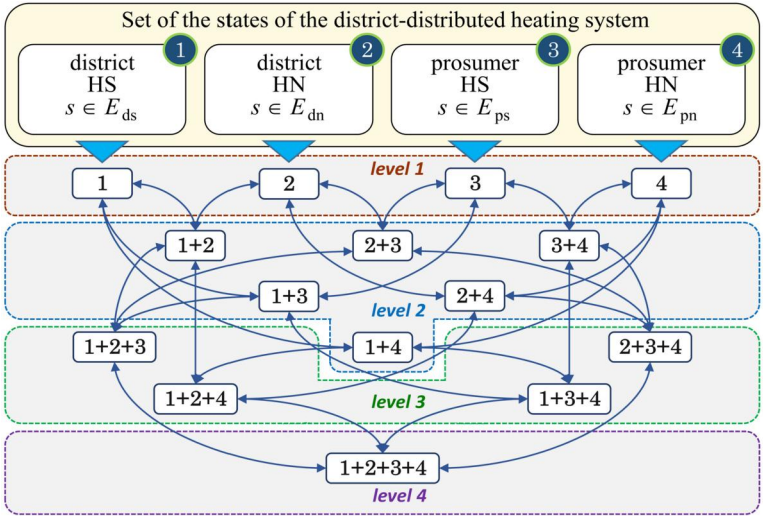 Set of the states of the district-distributed heating system
1
2
3
4
district
HS
s ∈ E_ds
district
HN
s ∈ E_dn
prosumer
HS
s ∈ E_ps
prosumer
HN
s ∈ E_pn
level 1
1
2
3
4
1+2
2+3
3+4
1+3
2+4
level 2
1+2+3
1+4
2+3+4
1+2+4
level 3
1+3+4
1+2+3+4
level 4